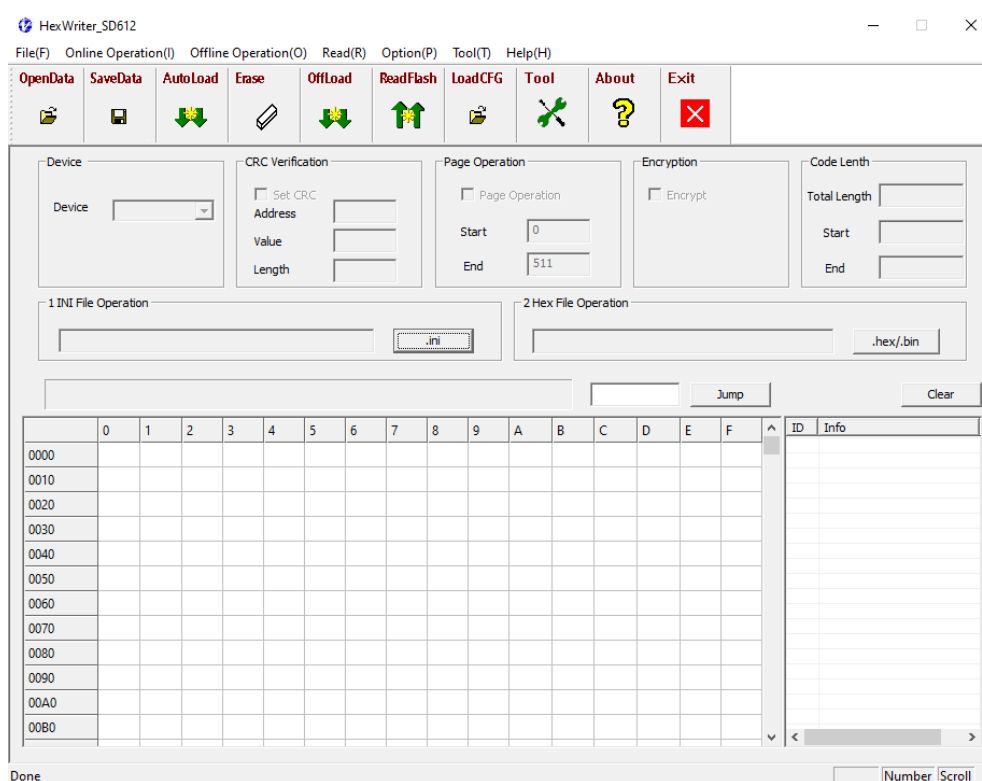 HexWriter_SD612
File(F) Online Operation(I) Offline Operation(O) Read(R) Option(P) Tool(T) Help(H)
OpenData SaveData AutoLoad Erase OffLoad ReadFlash LoadCFG Tool About Exit
Device CRC Verification Page Operation Encryption Code Lenth
Set CRC Page Operation Encrypt Total Length
Device Address
Start 0 Start
Value
End 511 End
Length
1 INI File Operation 2 Hex File Operation
.ini .hex/.bin
Jump Clear
0 1 2 3 4 5 6 7 8 9 A B C D E F ID Info
0000
0010
0020
0030
0040
0050
0060
0070
0080
0090
00A0
00B0
Done Number Scroll